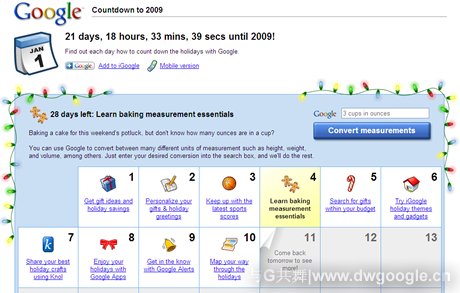 Google Countdown to 2009
21 days, 18 hours, 33 mins, 39 secs until 2009!
JAN
1
Find out each day how to count down the holidays with Google.
Google Add to iGoogle Mobile version
28 days left: Learn baking measurement essentials
Google 3 cups in ounces
Baking a cake for this weekend's potluck, but don't know how many ounces are in a cup?
Convert measurements
You can use Google to convert between many different units of measurement such as height, weight,
and volume, among others. Just enter your desired conversion into the search box, and we'll do the rest.
1
Get gift ideas and
holiday savings
2
Personalize your
gifts & holiday
greetings
3
Keep up with the
latest sports
scores
4
Learn baking
measurement
essentials
5
Search for gifts
within your budget
6
Try iGoogle
holiday themes
and gadgets
7
k
Share your best
holiday crafts
using Knol
8
Enjoy your
holidays with
Google Apps
9
Get in the know
with Google Alerts
10
Map your way
through the
holidays
11
Come back
tomorrow to see
more!
12
13
与G共舞|www.dwgoogle.cn